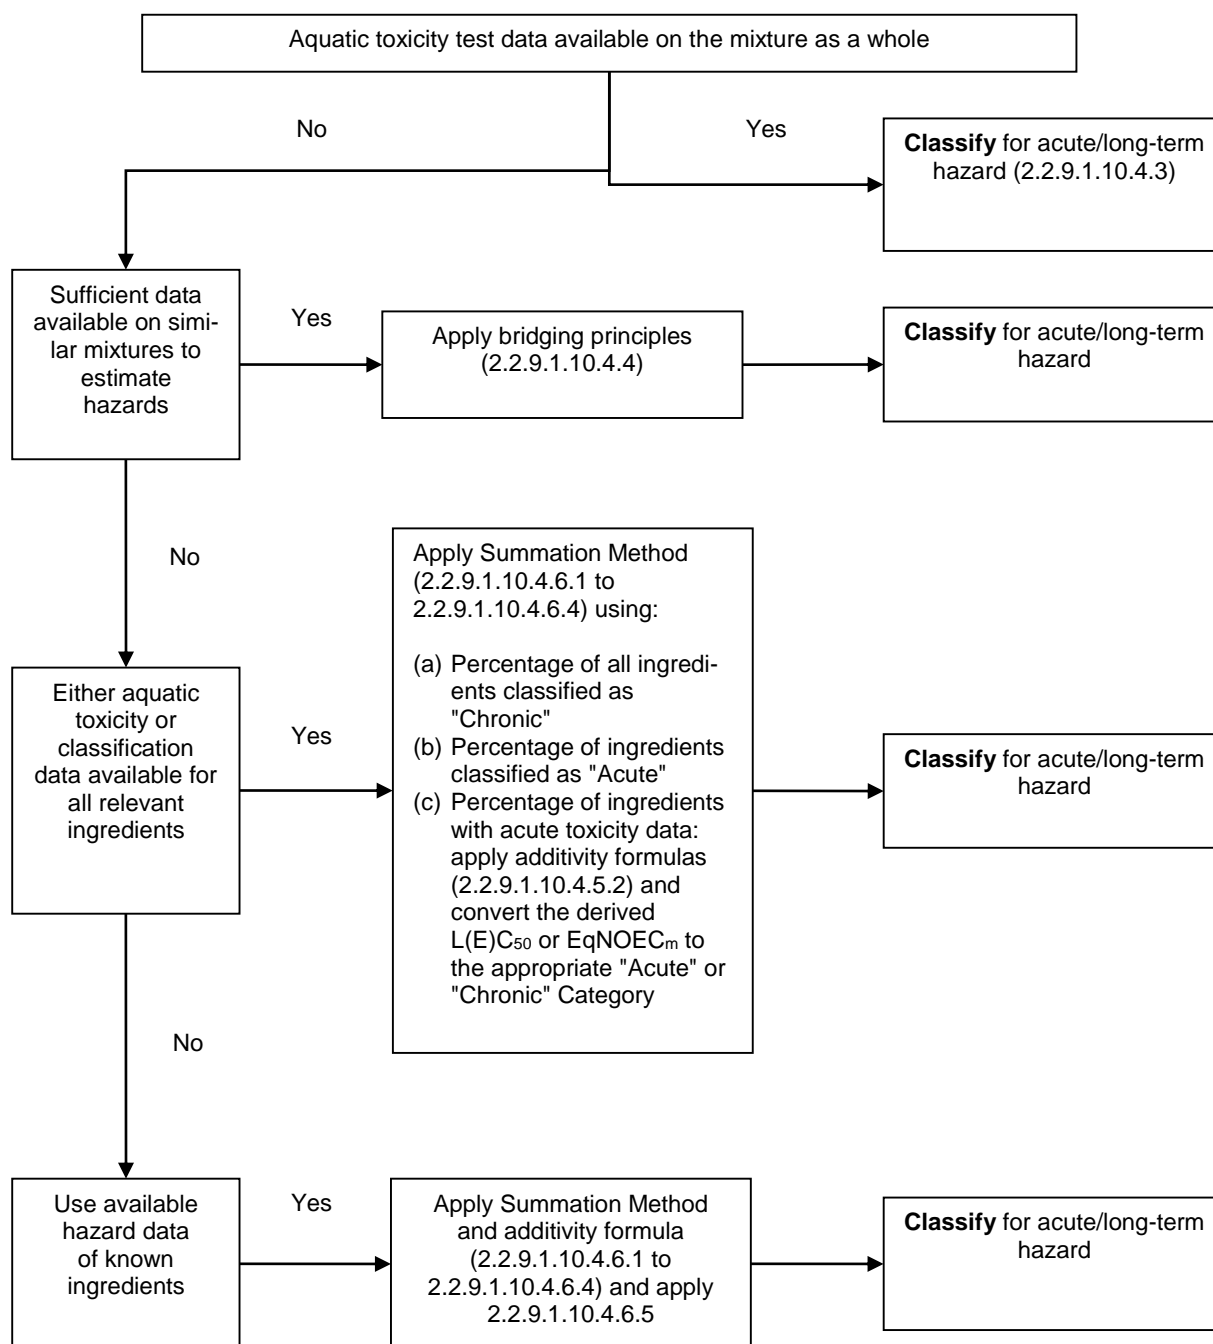 Aquatic toxicity test data available on the mixture as a whole
No
Yes
Classify for acute/long-term
hazard (2.2.9.1.10.4.3)
Sufficient data
available on simi-
lar mixtures to
estimate
hazards
Yes
Apply bridging principles
(2.2.9.1.10.4.4)
Classify for acute/long-term
hazard
No
Either aquatic
toxicity or
classification
data available for
all relevant
ingredients
Yes
Apply Summation Method
(2.2.9.1.10.4.6.1 to
2.2.9.1.10.4.6.4) using:
(a) Percentage of all ingredi-
ents classified as
"Chronic"
(b) Percentage of ingredients
classified as "Acute"
(c) Percentage of ingredients
with acute toxicity data:
apply additivity formulas
(2.2.9.1.10.4.5.2) and
convert the derived
L(E)C50 or EqNOECm to
the appropriate "Acute" or
"Chronic" Category
Classify for acute/long-term
hazard
No
Use available
hazard data
of known
ingredients
Yes
Apply Summation Method
and additivity formula
(2.2.9.1.10.4.6.1 to
2.2.9.1.10.4.6.4) and apply
2.2.9.1.10.4.6.5
Classify for acute/long-term
hazard